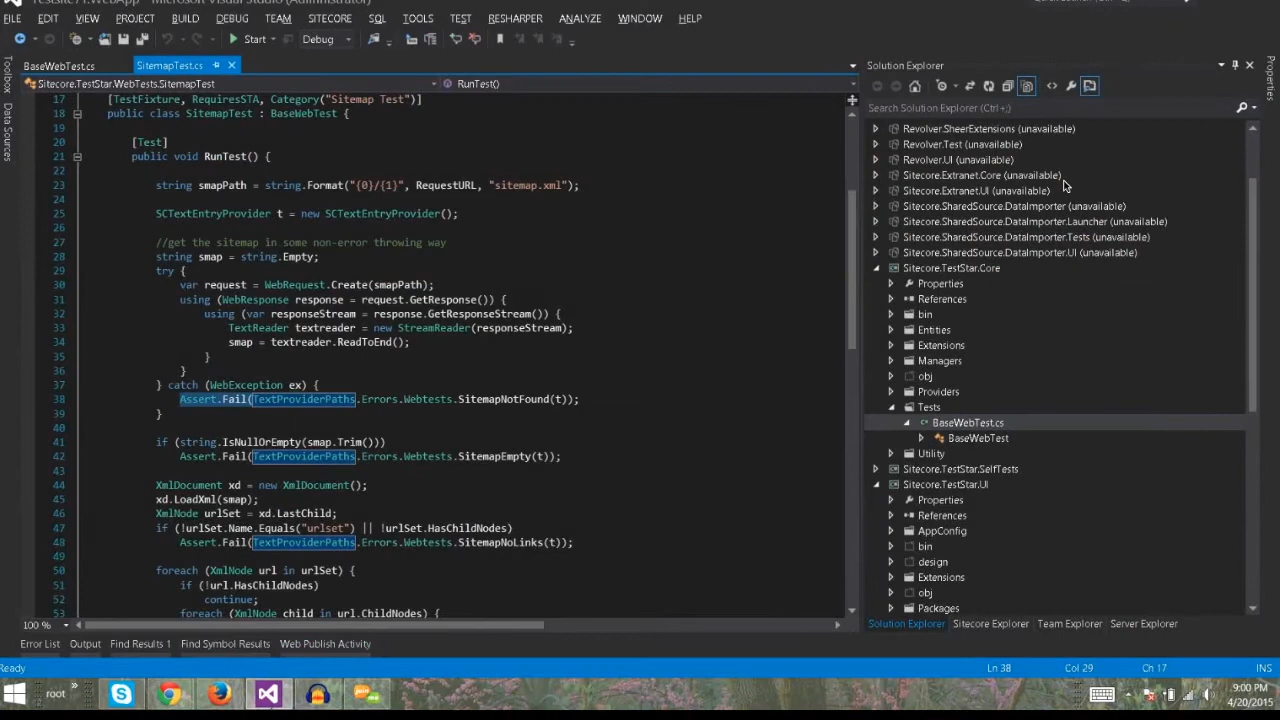 FILE EDIT VIEW PROJECT BUILD DEBUG TEAM SITECORE SQL TOOLS TEST RESHARPER ANALYZE WINDOW HELP
Start Debug
Toolbox
Data Sources
BaseWebTest.cs SitemapTest.cs
Sitecore.TestStar.WebTests.SitemapTest RunTest()
17 [TestFixture, RequiresSTA, Category("Sitemap Test")]
18 public class SitemapTest : BaseWebTest {
19
20 [Test]
21 public void RunTest() {
22
23 string smapPath = string.Format("{0}/{1}", RequestURL, "sitemap.xml");
24
25 SCTextEntryProvider t = new SCTextEntryProvider();
26
27 //get the sitemap in some non-error throwing way
28 string smap = string.Empty;
29 try {
30 var request = WebRequest.Create(smapPath);
31 using (WebResponse response = request.GetResponse()) {
32 using (var responseStream = response.GetResponseStream()) {
33 TextReader textreader = new StreamReader(responseStream);
34 smap = textreader.ReadToEnd();
35 }
36 }
37 } catch (WebException ex) {
38 Assert.Fail(TextProviderPaths.Errors.Webtests.SitemapNotFound(t));
39 }
40
41 if (string.IsNullOrEmpty(smap.Trim()))
42 Assert.Fail(TextProviderPaths.Errors.Webtests.SitemapEmpty(t));
43
44 XmlDocument xd = new XmlDocument();
45 xd.LoadXml(smap);
46 XmlNode urlSet = xd.LastChild;
47 if (!urlSet.Name.Equals("urlset") || !urlSet.HasChildNodes)
48 Assert.Fail(TextProviderPaths.Errors.Webtests.SitemapNoLinks(t));
49
50 foreach (XmlNode url in urlSet) {
51 if (!url.HasChildNodes)
52 continue;
53 foreach (XmlNode child in url.ChildNodes) {
100 %
Solution Explorer
Search Solution Explorer (Ctrl+;)
Revolver.SheerExtensions (unavailable)
Revolver.Test (unavailable)
Revolver.UI (unavailable)
Sitecore.Extranet.Core (unavailable)
Sitecore.Extranet.UI (unavailable)
Sitecore.SharedSource.DataImporter (unavailable)
Sitecore.SharedSource.DataImporter.Launcher (unavailable)
Sitecore.SharedSource.DataImporter.Tests (unavailable)
Sitecore.SharedSource.DataImporter.UI (unavailable)
Sitecore.TestStar.Core
Properties
References
bin
Entities
Extensions
Managers
obj
Providers
Tests
BaseWebTest.cs
BaseWebTest
Utility
Sitecore.TestStar.SelfTests
Sitecore.TestStar.UI
Properties
References
AppConfig
bin
design
Extensions
obj
Packages
Solution Explorer Sitecore Explorer Team Explorer Server Explorer
Properties
Error List Output Find Results 1 Find Symbol Results Web Publish Activity
Ready Ln 38 Col 29 Ch 17 INS
root
9:00 PM
4/20/2015